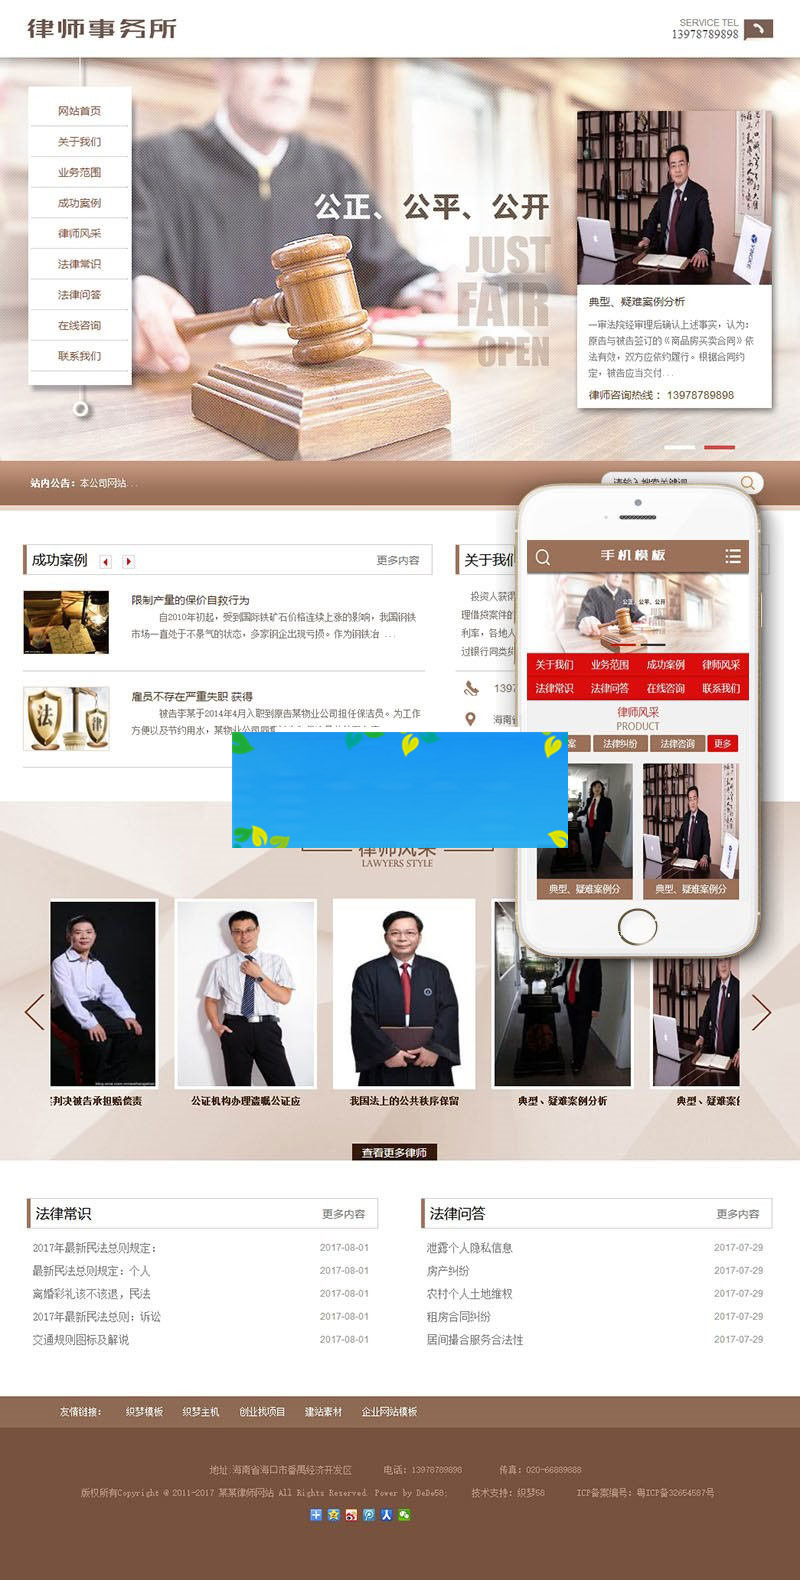 律师事务所
SERVICE TEL
13978789898
网站首页
关于我们
业务范围
成功案例
律师风采
法律常识
法律问答
在线咨询
联系我们
公正、公平、公开
JUST
FAIR
OPEN
典型、疑难案例分析
一审法院经审理后确认上述事实，认为：
原告与被告签订的《商品房买卖合同》依
法有效，双方应依约履行。根据合同约
定，被告应当交付...
律师咨询热线： 13978789898
站内公告：本公司网站...
请输入搜索关键词
成功案例
更多内容
限制产量的保价自救行为
自2010年初起，受到国际铁矿石价格连续上涨的影响，我国钢铁
市场一直处于不景气的状态，多家钢企出现亏损。作为钢铁冶 ...
雇员不存在严重失职 获得
被告李某于2014年4月入职到原告某物业公司担任保洁员。为工作
方便以及节约用水，某物业公司
关于我们
投资人获得
理借贷案件的
利率，各地人
过银行同类贷
1397
海南省
手机模板
公正、公平、公开
关于我们 业务范围 成功案例 律师风采
法律常识 法律问答 在线咨询 联系我们
律师风采
PRODUCT
案 法律纠纷 法律咨询 更多
典型、疑难案例分
典型、疑难案例分
律师风采
LAWYERS STYLE
判决被告承担赔偿责
公证机构办理遗嘱公证应
我国法上的公共秩序保留
典型、疑难案例分析
典型、疑难案
查看更多律师
法律常识
更多内容
2017年最新民法总则规定： 2017-08-01
最新民法总则规定：个人 2017-08-01
离婚彩礼该不该退，民法 2017-08-01
2017年最新民法总则：诉讼 2017-08-01
交通规则图标及解说 2017-08-01
法律问答
更多内容
泄露个人隐私信息 2017-07-29
房产纠纷 2017-07-29
农村个人土地维权 2017-07-29
租房合同纠纷 2017-07-29
居间撮合服务合法性 2017-07-29
友情链接： 织梦模板 织梦主机 创业找项目 建站素材 企业网站模板
地址:海南省海口市番禺经济开发区 电话：13978789898 传真：020-66889888
版权所有Copyright @ 2011-2017 某某律师网站 All Rights Reserved. Power by DeDe58; 技术支持：织梦58 ICP备案编号：粤ICP备32654587号